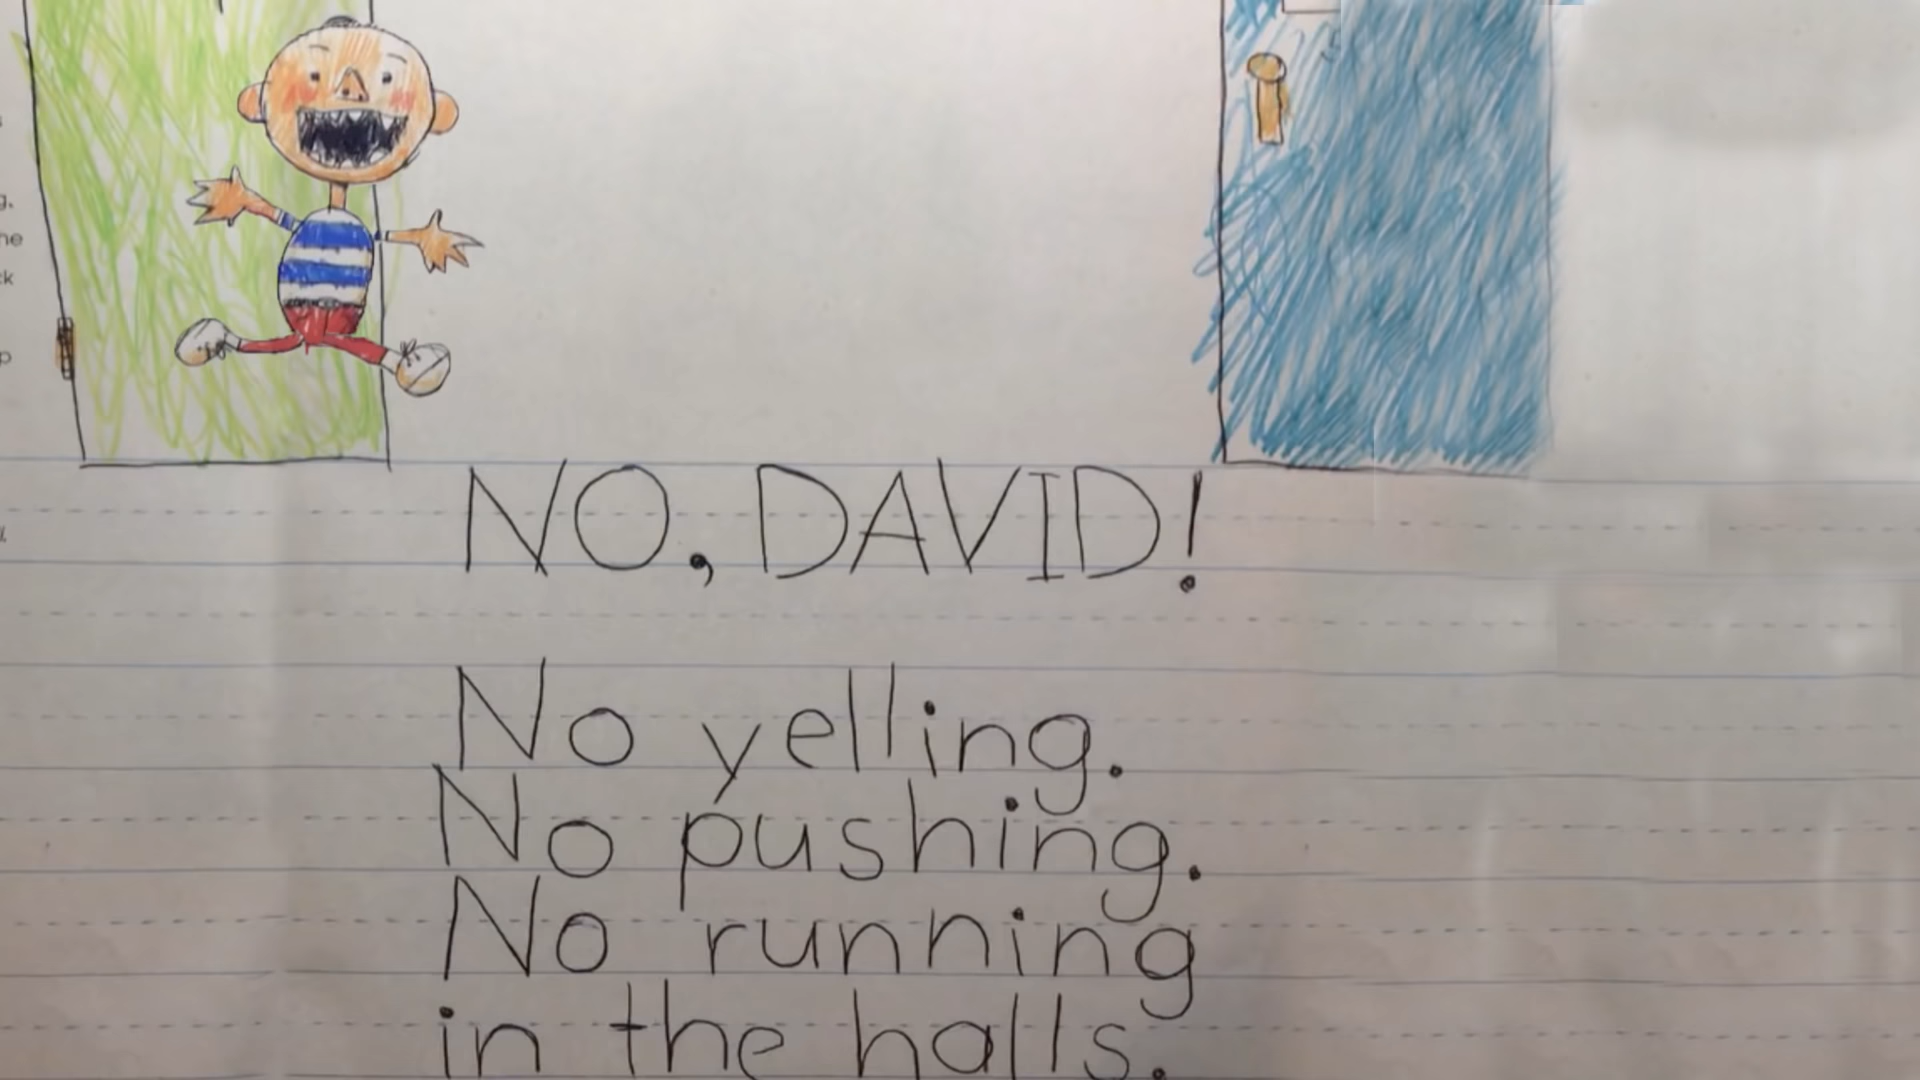 NO, DAVID!
No yelling.
No pushing.
No running
in the halls.